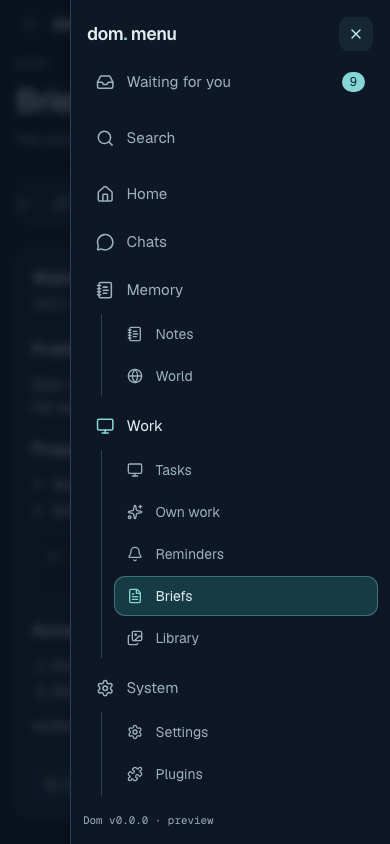 dom. menu
Waiting for you 9
Search
Home
Chats
Memory
Notes
World
Work
Tasks
Own work
Reminders
Briefs
Library
System
Settings
Plugins
Dom v0.0.0 · preview